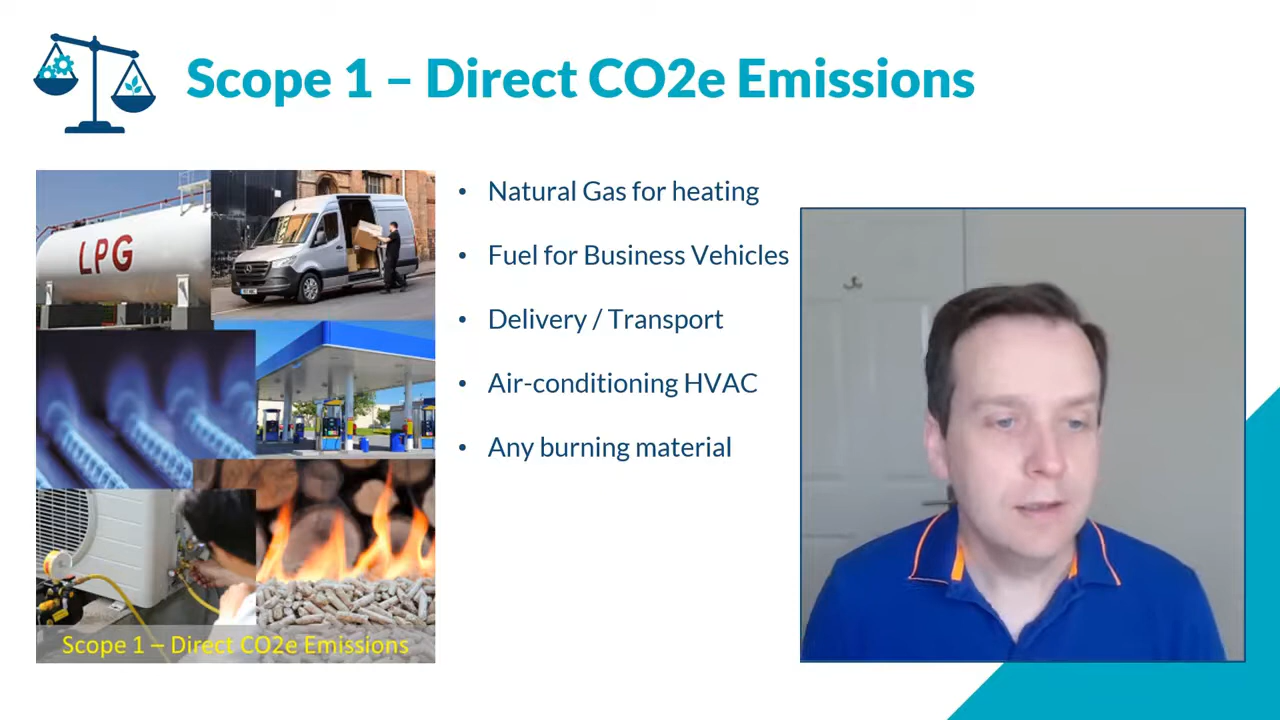 Scope 1 – Direct CO2e Emissions
• Natural Gas for heating
• Fuel for Business Vehicles
• Delivery / Transport
• Air-conditioning HVAC
• Any burning material
LPG
Scope 1 – Direct CO2e Emissions